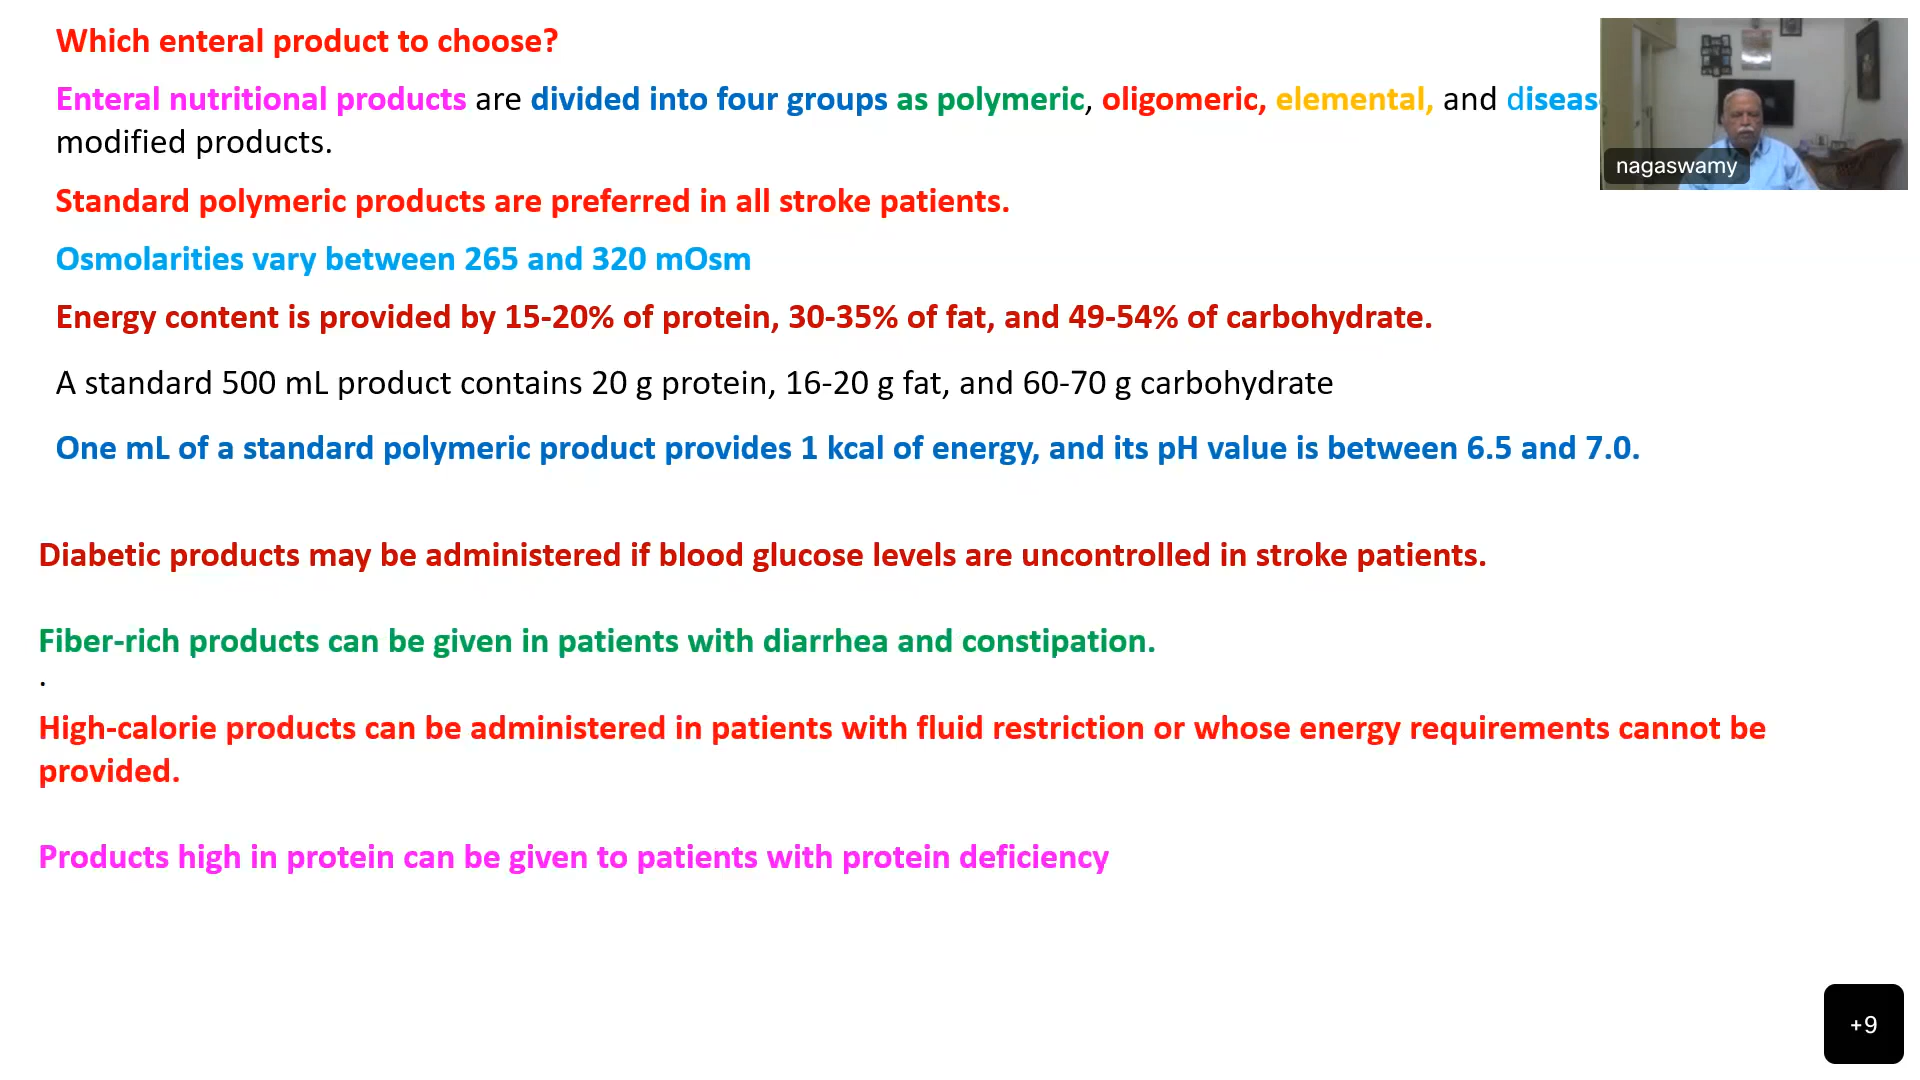 Which enteral product to choose?
Enteral nutritional products are divided into four groups as polymeric, oligomeric, elemental, and diseas
modified products.
nagaswamy
Standard polymeric products are preferred in all stroke patients.
Osmolarities vary between 265 and 320 mOsm
Energy content is provided by 15-20% of protein, 30-35% of fat, and 49-54% of carbohydrate.
A standard 500 mL product contains 20 g protein, 16-20 g fat, and 60-70 g carbohydrate
One mL of a standard polymeric product provides 1 kcal of energy, and its pH value is between 6.5 and 7.0.
Diabetic products may be administered if blood glucose levels are uncontrolled in stroke patients.
Fiber-rich products can be given in patients with diarrhea and constipation.
.
High-calorie products can be administered in patients with fluid restriction or whose energy requirements cannot be
provided.
Products high in protein can be given to patients with protein deficiency
+9